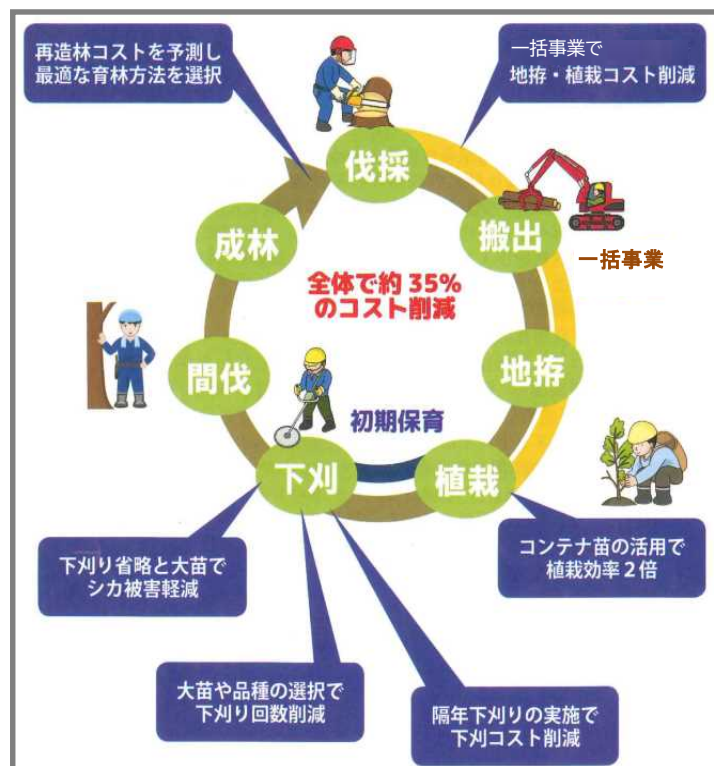 再造林コストを予測し
最適な育林方法を選択
一括事業で
地拵・植栽コスト削減
伐採
搬出
一括事業
地拵
植栽
初期保育
下刈
間伐
成林
全体で約35%
のコスト削減
コンテナ苗の活用で
植栽効率2倍
下刈り省略と大苗で
シカ被害軽減
大苗や品種の選択で
下刈り回数削減
隔年下刈りの実施で
下刈コスト削減